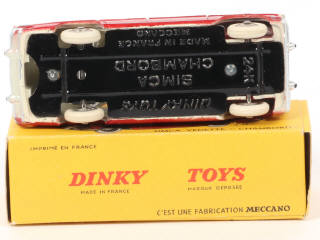 MADE IN FRANCE
MECCANO
SIMCA
CHAMBORD
24K
DINKY TOYS
IMPRIMÉ EN FRANCE
DINKY TOYS
MADE IN FRANCE MARQUE DÉPOSÉE
C'EST UNE FABRICATION MECCANO